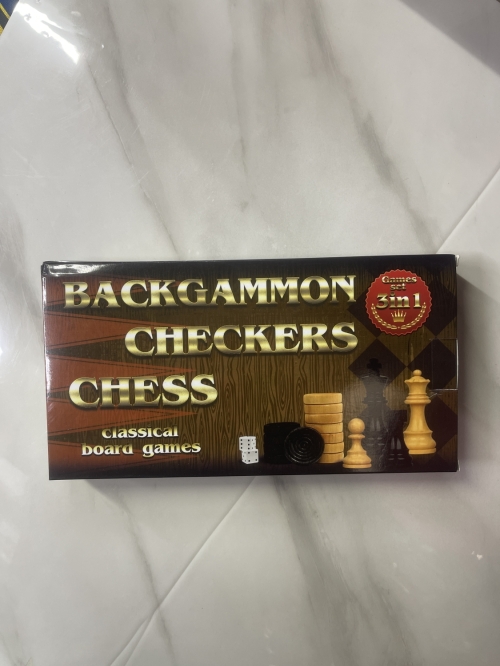 BACKGAMMON
CHECKERS
CHESS
classical
board games
Games
set
3in1